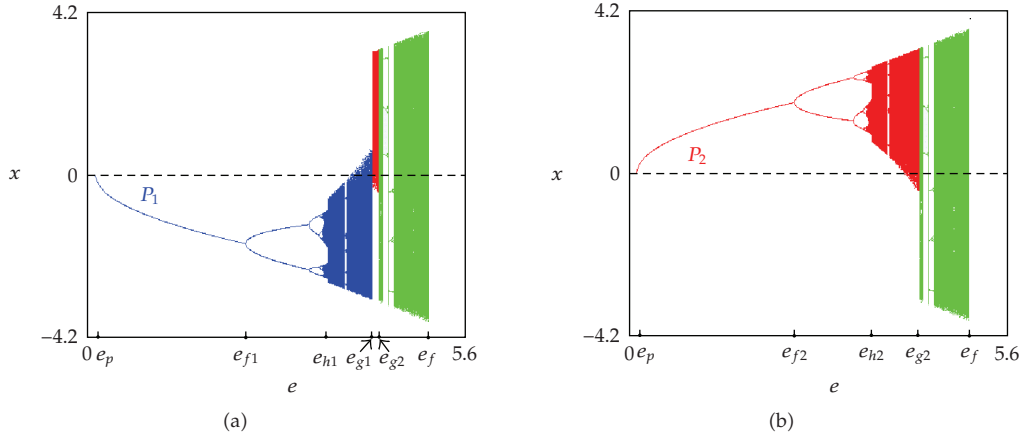 4.2
x
0
P1
−4.2
0 ep ef1 eh1 eg1 eg2 ef 5.6
e
(a)
4.2
x
0
P2
−4.2
0 ep ef2 eh2 eg2 ef 5.6
e
(b)